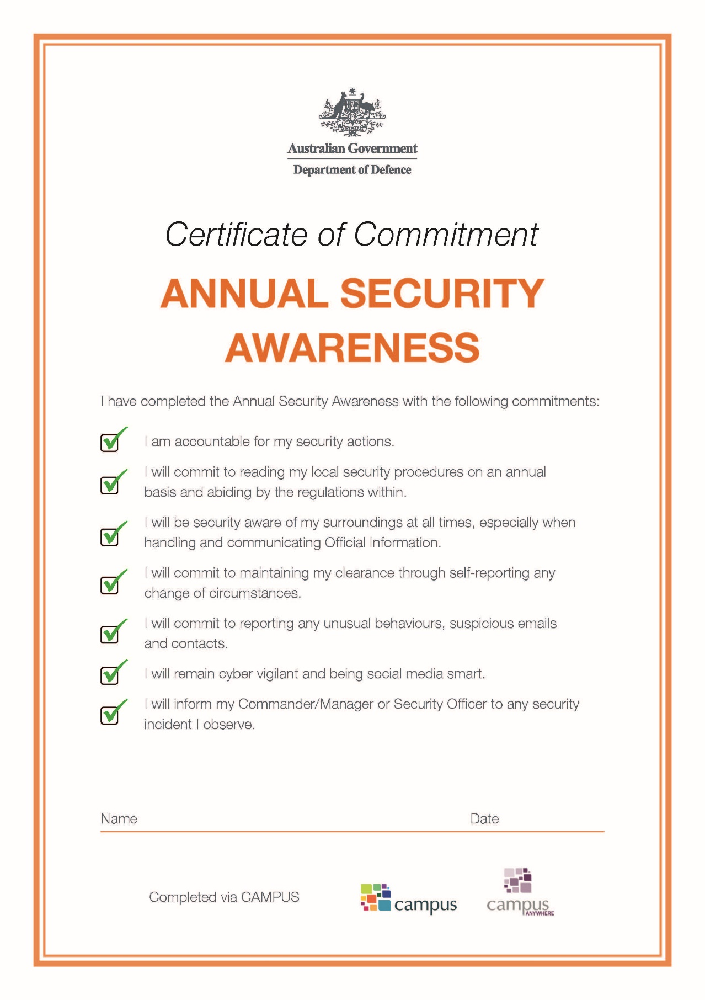 AUSTRALIA
Australian Government
Department of Defence
Certificate of Commitment
ANNUAL SECURITY
AWARENESS
I have completed the Annual Security Awareness with the following commitments:
I am accountable for my security actions.
I will commit to reading my local security procedures on an annual
basis and abiding by the regulations within.
I will be security aware of my surroundings at all times, especially when
handling and communicating Official Information.
I will commit to maintaining my clearance through self-reporting any
change of circumstances.
I will commit to reporting any unusual behaviours, suspicious emails
and contacts.
I will remain cyber vigilant and being social media smart.
I will inform my Commander/Manager or Security Officer to any security
incident I observe.
Name Date
Completed via CAMPUS
campus
campus
ANYWHERE